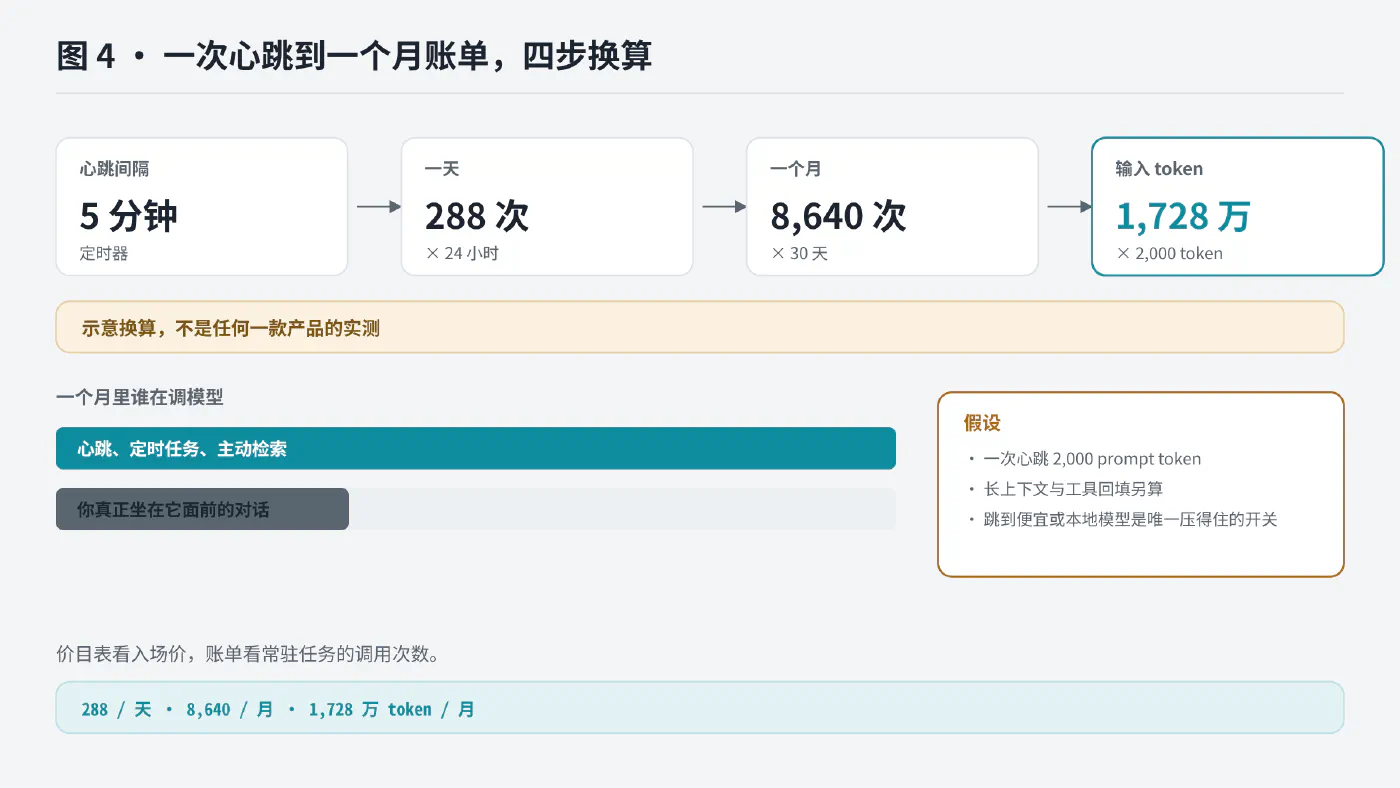 图 4 · 一次心跳到一个月账单，四步换算
心跳间隔
5 分钟
定时器
一天
288 次
× 24 小时
一个月
8,640 次
× 30 天
输入 token
1,728 万
× 2,000 token
示意换算，不是任何一款产品的实测
一个月里谁在调模型
心跳、定时任务、主动检索
你真正坐在它面前的对话
假设
· 一次心跳 2,000 prompt token
· 长上下文与工具回填另算
· 跳到便宜或本地模型是唯一压得住的开关
价目表看入场价，账单看常驻任务的调用次数。
288 / 天 · 8,640 / 月 · 1,728 万 token / 月